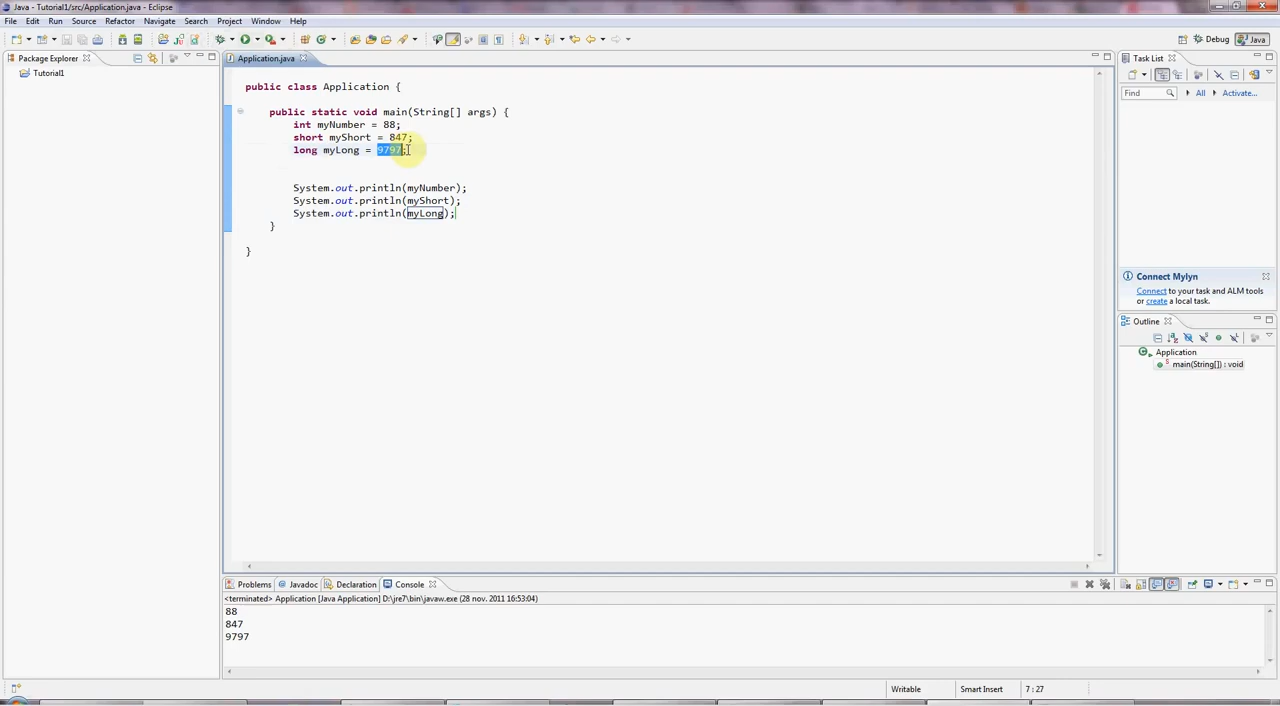 Java - Tutorial1/src/Application.java - Eclipse
File Edit Run Source Refactor Navigate Search Project Run Window Help
Debug Java
Package Explorer
Tutorial1
Application.java
public class Application {
public static void main(String[] args) {
int myNumber = 88;
short myShort = 847;
long myLong = 9797;
System.out.println(myNumber);
System.out.println(myShort);
System.out.println(myLong);
}
}
Task List
Find All Activate...
Connect Mylyn
Connect to your task and ALM tools
or create a local task.
Outline
Application
main(String[]) : void
Problems @ Javadoc Declaration Console
<terminated> Application [Java Application] D:\jre7\bin\javaw.exe (28 nov. 2011 16:53:04)
88
847
9797
Writable Smart Insert 7 : 27